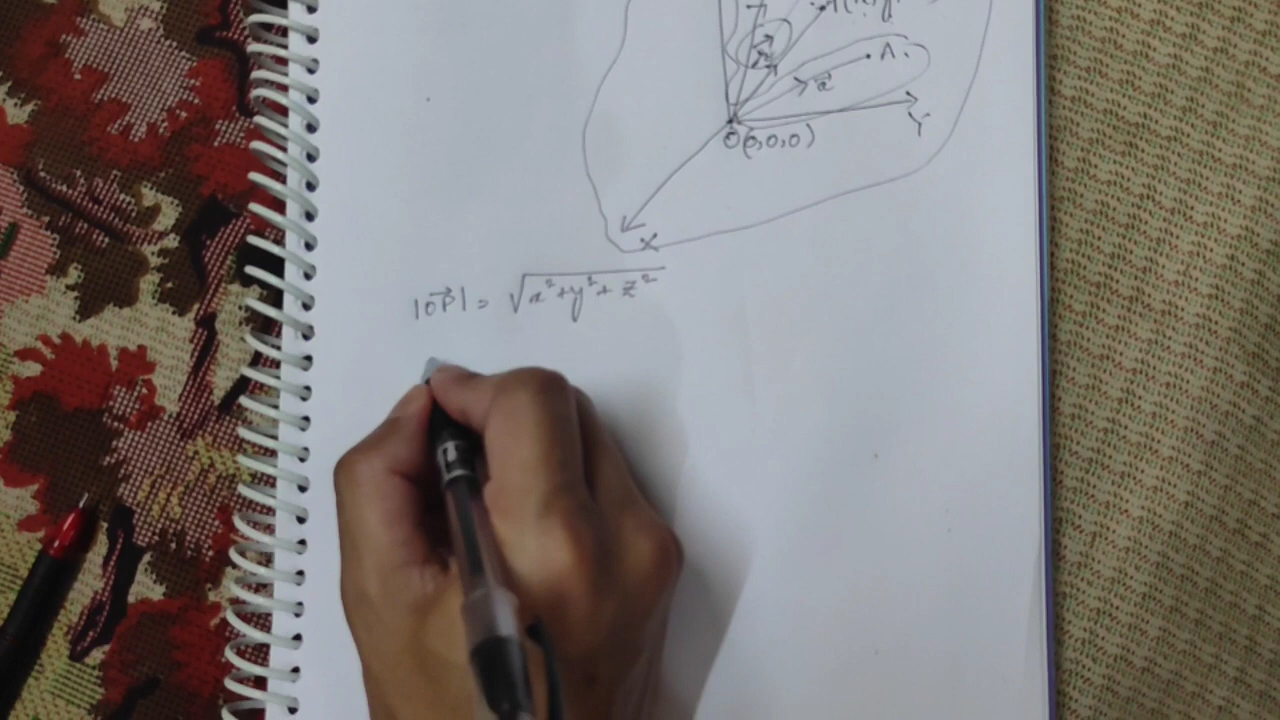 A
a⃗
Y
O(0,0,0)
X
|OP⃗| = √x²+y²+z²